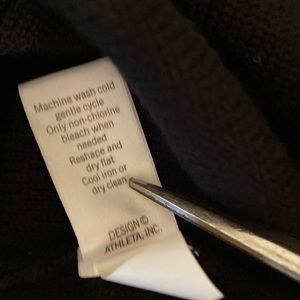 Machine wash cold
gentle cycle
Only non-chlorine
bleach when
needed
Reshape and
dry flat
Cool iron or
dry clean
DESIGN ©
ATHLETA, INC.